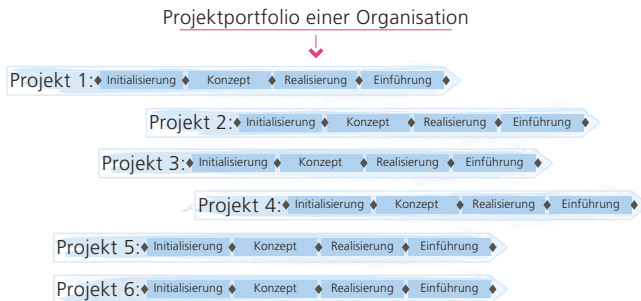 Projektportfolio einer Organisation
Projekt 1: Initialisierung Konzept Realisierung Einführung
Projekt 2: Initialisierung Konzept Realisierung Einführung
Projekt 3: Initialisierung Konzept Realisierung Einführung
Projekt 4: Initialisierung Konzept Realisierung Einführung
Projekt 5: Initialisierung Konzept Realisierung Einführung
Projekt 6: Initialisierung Konzept Realisierung Einführung